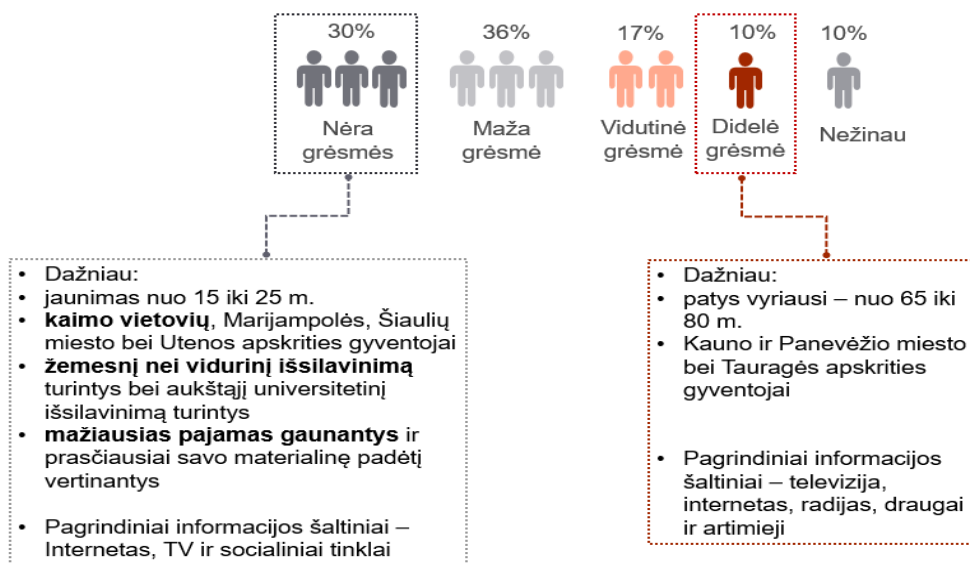 30%
36%
17%
10%
10%
Nėra
grėsmės
Maža
grėsmė
Vidutinė
grėsmė
Didelė
grėsmė
Nežinau
• Dažniau:
• jaunimas nuo 15 iki 25 m.
• kaimo vietovių, Marijampolės, Šiaulių
miesto bei Utenos apskrities gyventojai
• žemesnį nei vidurinį išsilavinimą
turintys bei aukštąjį universitetinį
išsilavinimą turintys
• mažiausias pajamas gaunantys ir
prasčiausiai savo materialinę padėtį
vertinantys
• Pagrindiniai informacijos šaltiniai –
Internetas, TV ir socialiniai tinklai
• Dažniau:
• patys vyriausi – nuo 65 iki
80 m.
• Kauno ir Panevėžio miesto
bei Tauragės apskrities
gyventojai
• Pagrindiniai informacijos
šaltiniai – televizija,
internetas, radijas, draugai
ir artimieji